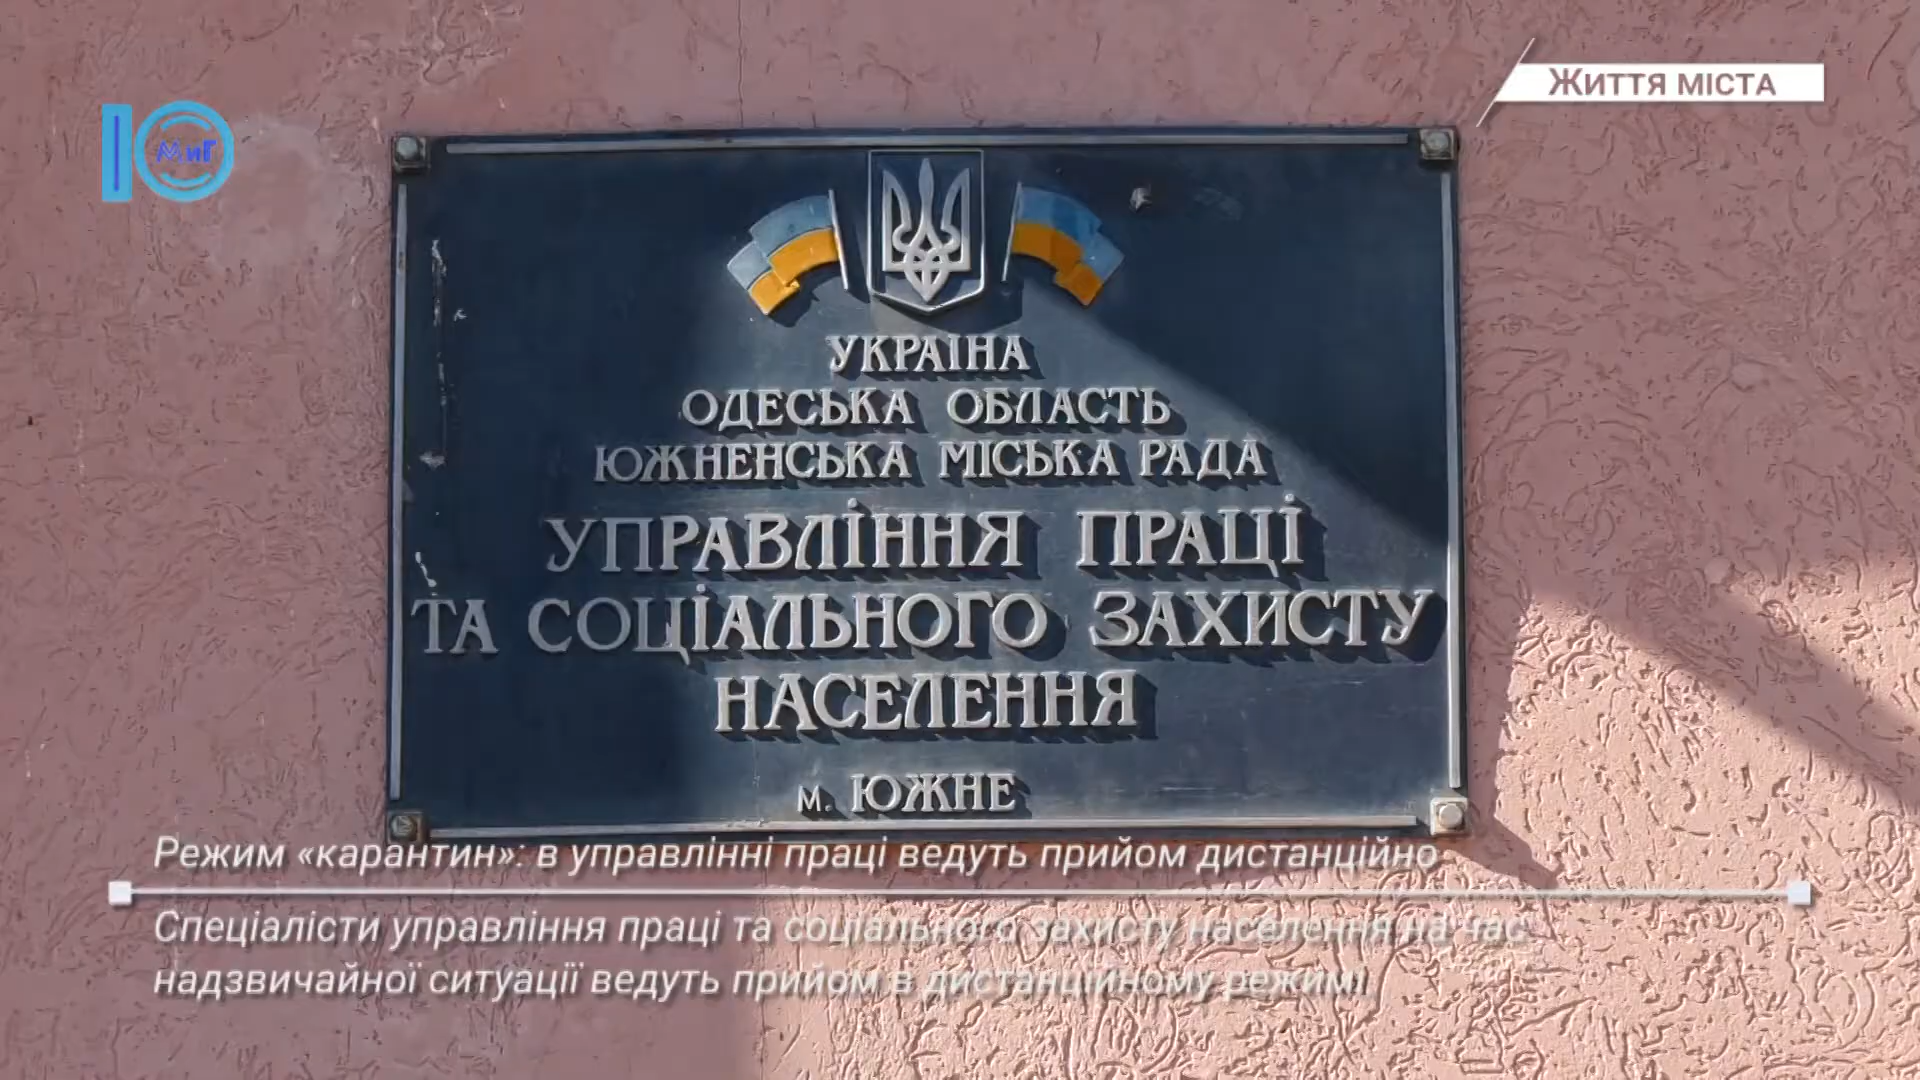 ЖИТТЯ МІСТА
МиГ
УКРАЇНА
ОДЕСЬКА ОБЛАСТЬ
ЮЖНЕНСЬКА МІСЬКА РАДА
УПРАВЛІННЯ ПРАЦІ
ТА СОЦІАЛЬНОГО ЗАХИСТУ
НАСЕЛЕННЯ
м. ЮЖНЕ
Режим «карантин»: в управлінні праці ведуть прийом дистанційно
Спеціалісти управління праці та соціального захисту населення на час
надзвичайної ситуації ведуть прийом в дистанційному режимі